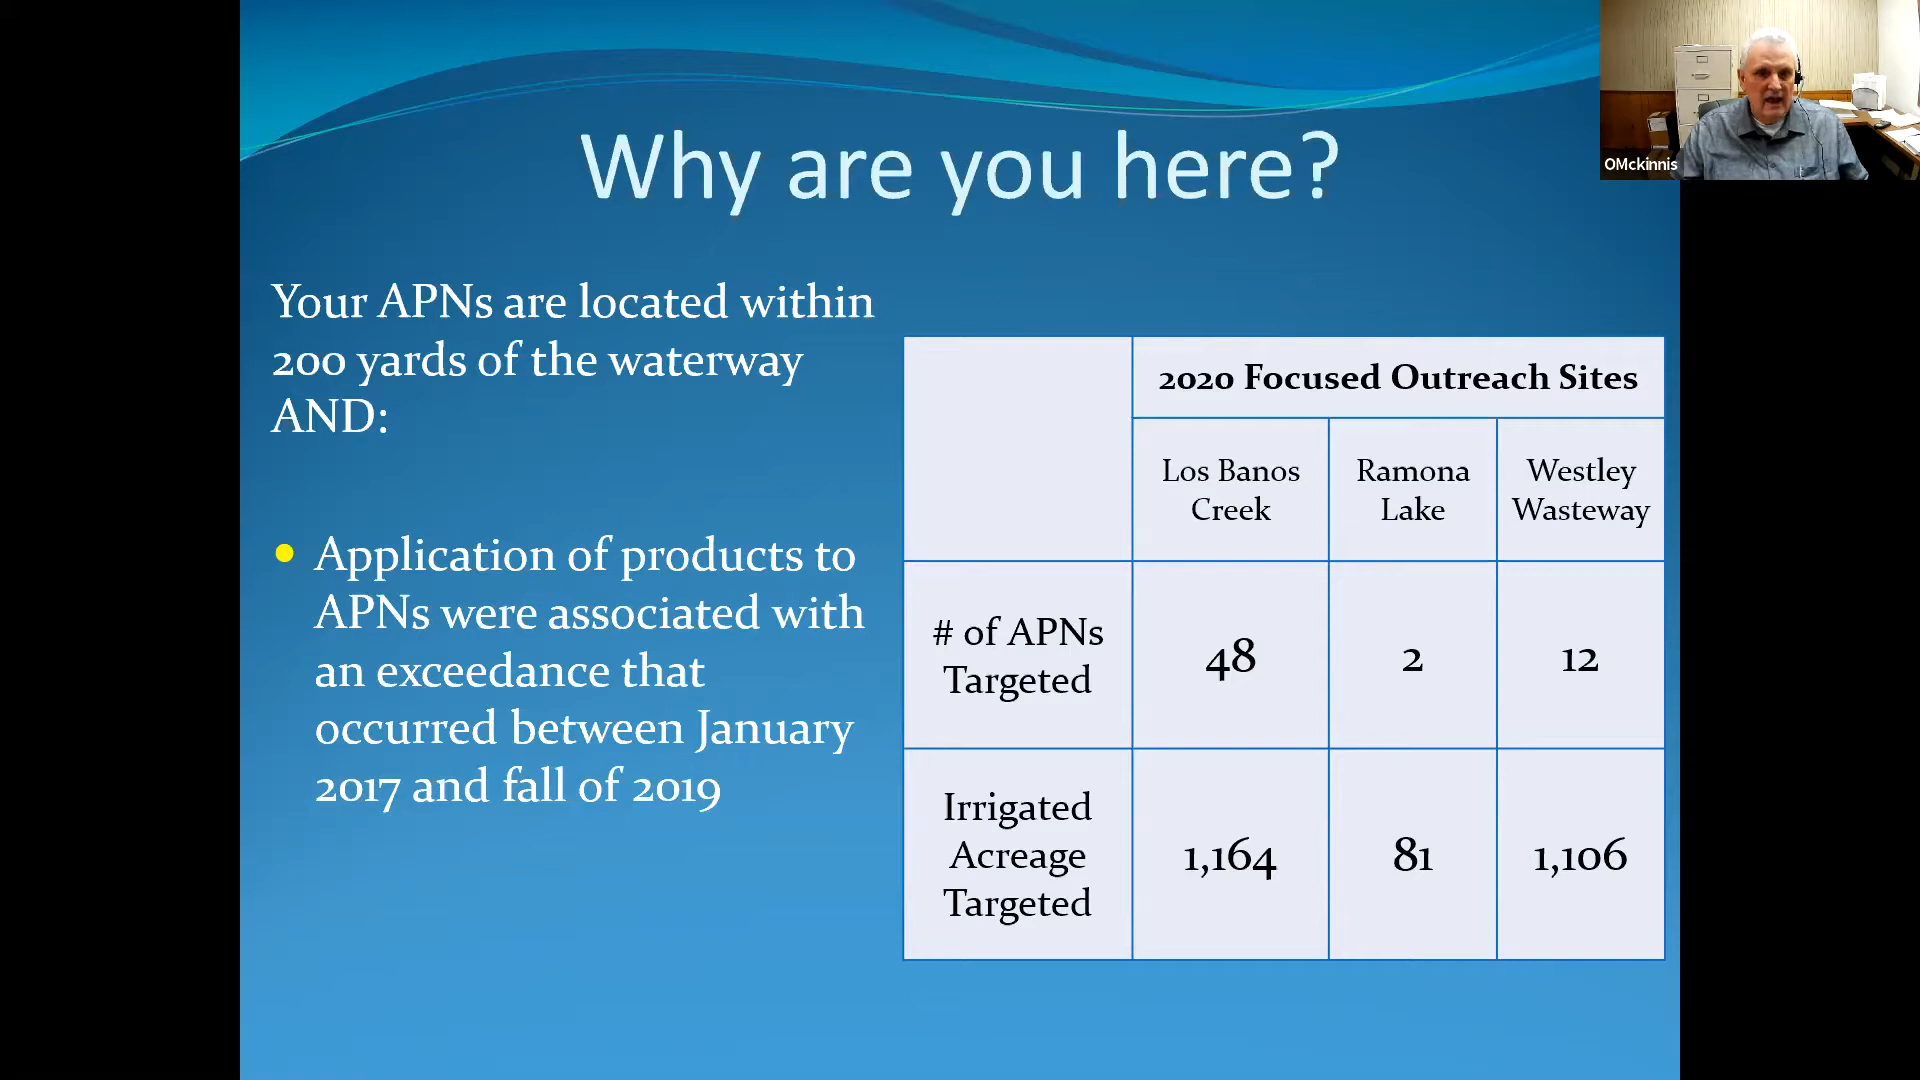 Why are you here?
OMckinnis
Your APNs are located within
200 yards of the waterway
AND:
• Application of products to
APNs were associated with
an exceedance that
occurred between January
2017 and fall of 2019
2020 Focused Outreach Sites
Los Banos
Creek
Ramona
Lake
Westley
Wasteway
# of APNs
Targeted
48
2
12
Irrigated
Acreage
Targeted
1,164
81
1,106